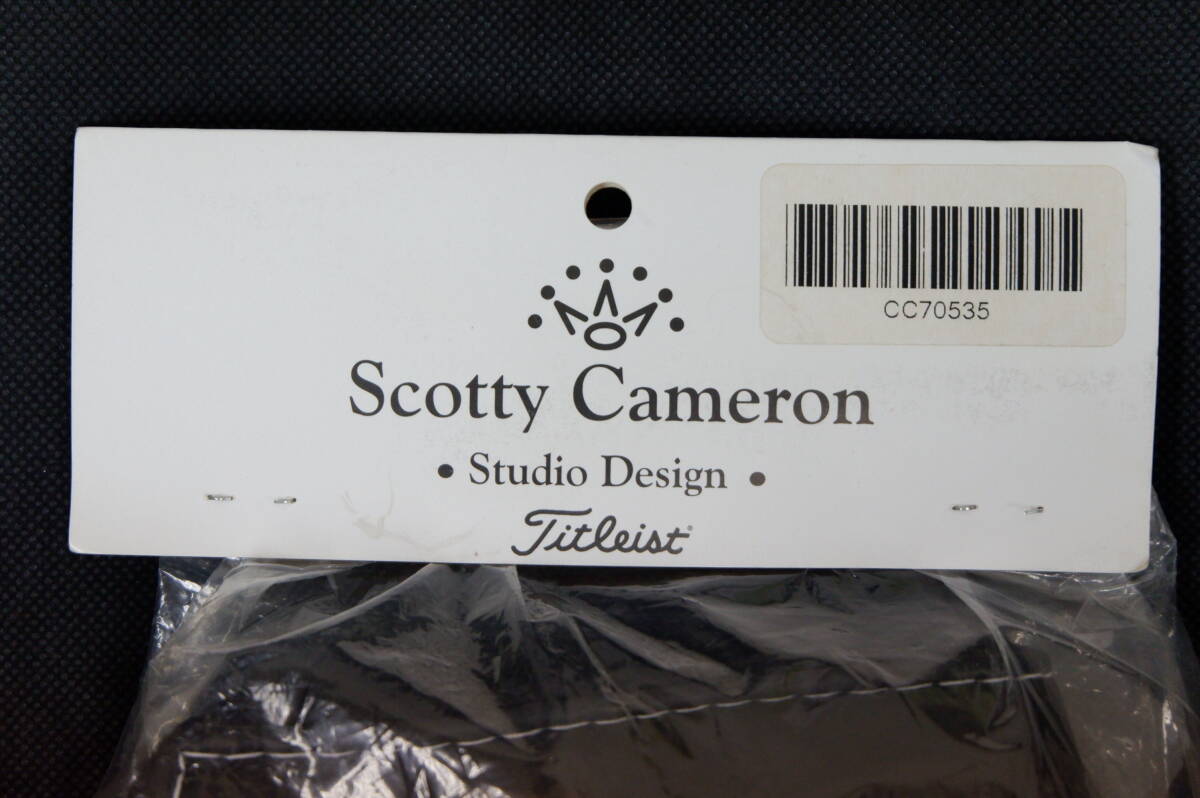 CC70535
Scotty Cameron
• Studio Design •
Titleist®